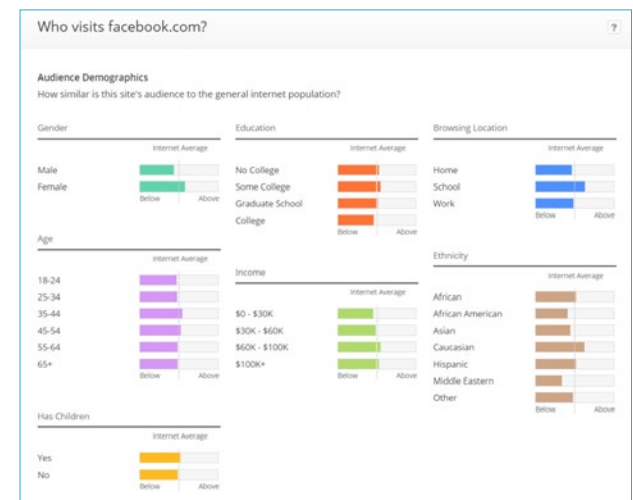 Who visits facebook.com?
?
Audience Demographics
How similar is this site's audience to the general internet population?
Gender
Internet Average
Male
Female
Below Above
Age
Internet Average
18-24
25-34
35-44
45-54
55-64
65+
Below Above
Has Children
Internet Average
Yes
No
Below Above
Education
Internet Average
No College
Some College
Graduate School
College
Below Above
Income
Internet Average
$0 - $30K
$30K - $60K
$60K - $100K
$100K+
Below Above
Browsing Location
Internet Average
Home
School
Work
Below Above
Ethnicity
Internet Average
African
African American
Asian
Caucasian
Hispanic
Middle Eastern
Other
Below Above